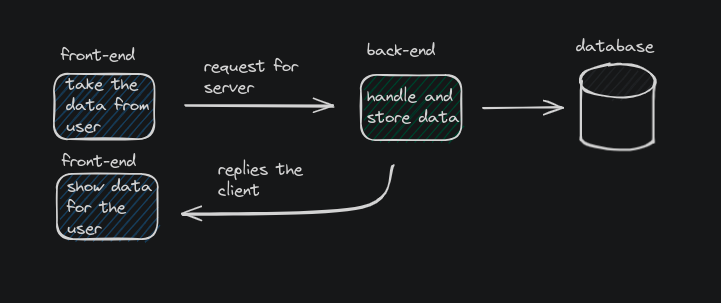 front-end
take the
data from
user
request for
server
back-end
handle and
store data
database
front-end
show data
for the
user
replies the
client